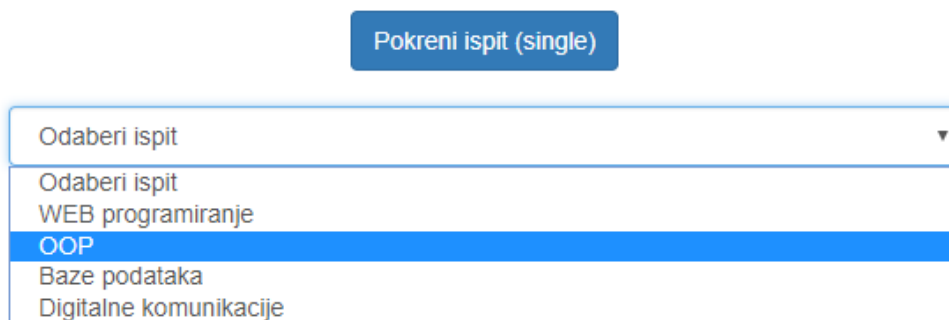 Pokreni ispit (single)
Odaberi ispit
Odaberi ispit
WEB programiranje
OOP
Baze podataka
Digitalne komunikacije